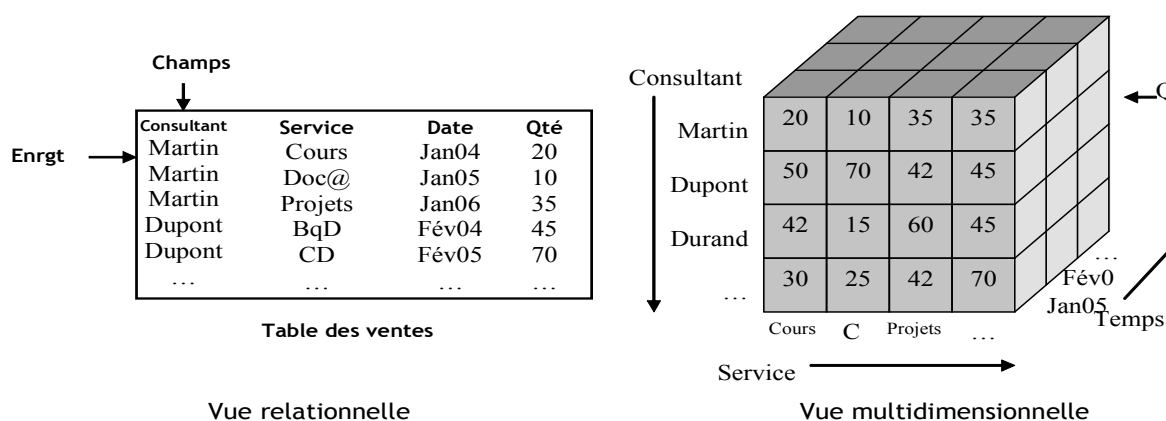 Champs
Enrgt
Consultant Service Date Qté
Martin Cours Jan04 20
Martin Doc@ Jan05 10
Martin Projets Jan06 35
Dupont BqD Fév04 45
Dupont CD Fév05 70
… … … …
Table des ventes
Vue relationnelle
Consultant
Q
Martin 20 10 35 35
Dupont 50 70 42 45
Durand 42 15 60 45
… 30 25 42 70
…
Fév0
Jan05
Temps
Cours C Projets …
Service
Vue multidimensionnelle